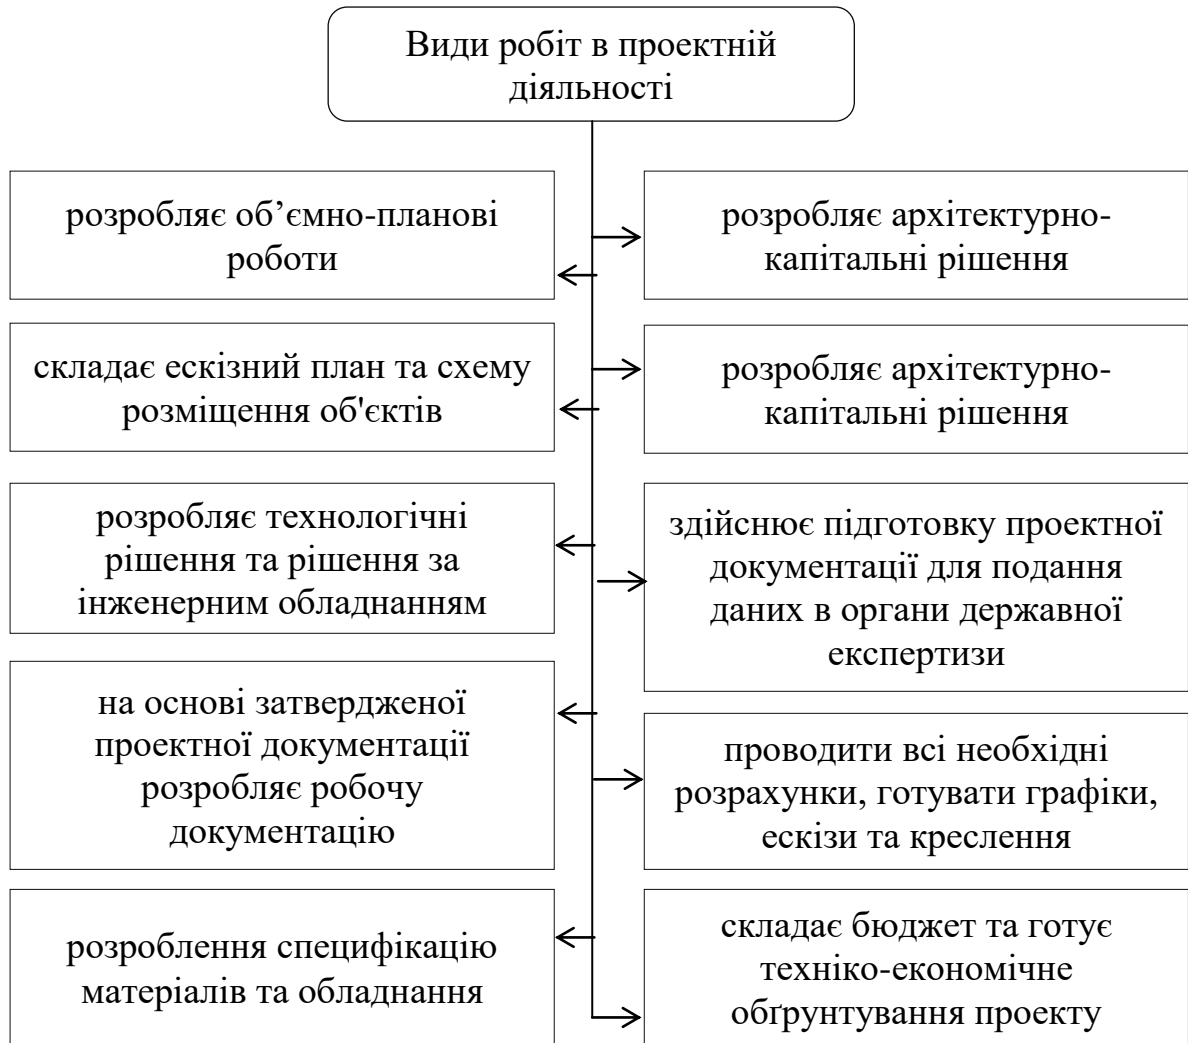 Види робіт в проектній
діяльності
розробляє об’ємно-планові
роботи
розробляє архітектурно-
капітальні рішення
складає ескізний план та схему
розміщення об'єктів
розробляє архітектурно-
капітальні рішення
розробляє технологічні
рішення та рішення за
інженерним обладнанням
здійснює підготовку проектної
документації для подання
даних в органи державної
експертизи
на основі затвердженої
проектної документації
розробляє робочу
документацію
проводити всі необхідні
розрахунки, готувати графіки,
ескізи та креслення
розроблення специфікацію
матеріалів та обладнання
складає бюджет та готує
техніко-економічне
обґрунтування проекту